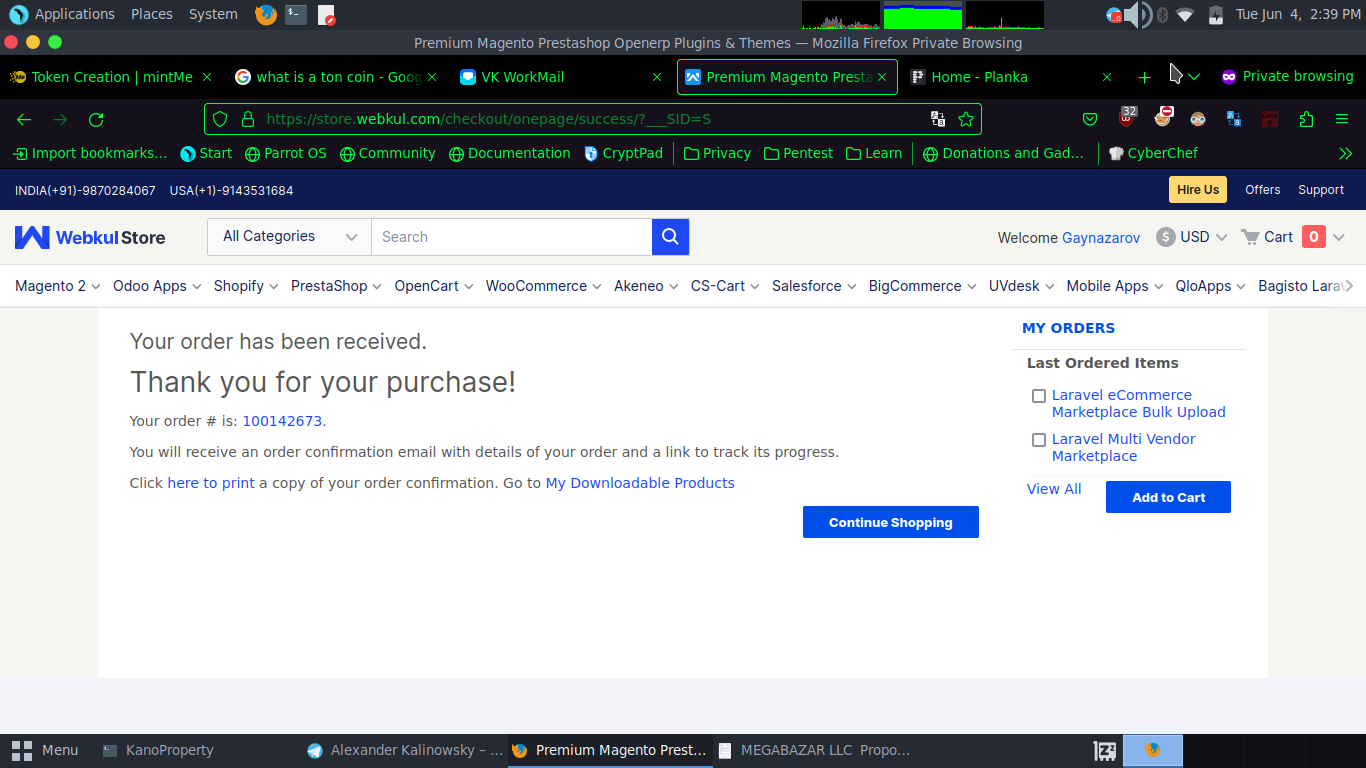 Applications Places System Tue Jun 4, 2:39 PM
Premium Magento Prestashop Openerp Plugins & Themes — Mozilla Firefox Private Browsing
Token Creation | mintMe what is a ton coin - Goog VK WorkMail Premium Magento Presta Home - Planka Private browsing
https://store.webkul.com/checkout/onepage/success/?___SID=S 32
Import bookmarks... Start Parrot OS Community Documentation CryptPad Privacy Pentest Learn Donations and Gad... CyberChef
INDIA(+91)-9870284067 USA(+1)-9143531684 Hire Us Offers Support
Webkul Store All Categories Search Welcome Gaynazarov $ USD Cart 0
Magento 2 Odoo Apps Shopify PrestaShop OpenCart WooCommerce Akeneo CS-Cart Salesforce BigCommerce UVdesk Mobile Apps QloApps Bagisto Larav
Your order has been received.
Thank you for your purchase!
Your order # is: 100142673.
You will receive an order confirmation email with details of your order and a link to track its progress.
Click here to print a copy of your order confirmation. Go to My Downloadable Products
Continue Shopping
MY ORDERS
Last Ordered Items
Laravel eCommerce
Marketplace Bulk Upload
Laravel Multi Vendor
Marketplace
View All Add to Cart
Menu KanoProperty Alexander Kalinowsky – ... Premium Magento Prest... MEGABAZAR LLC Propo...